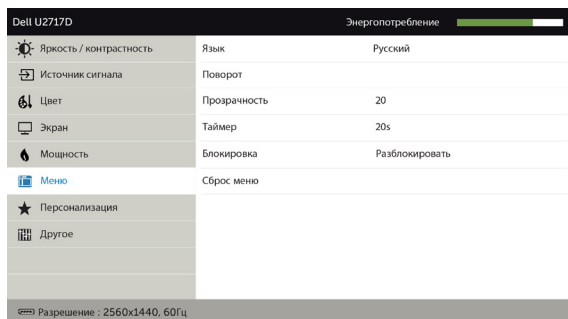 Dell U2717D Энергопотребление
Яркость / контрастность Язык Русский
Источник сигнала Поворот
Цвет Прозрачность 20
Экран Таймер 20s
Мощность Блокировка Разблокировать
Меню Сброс меню
Персонализация
Другое
Разрешение : 2560x1440, 60Гц